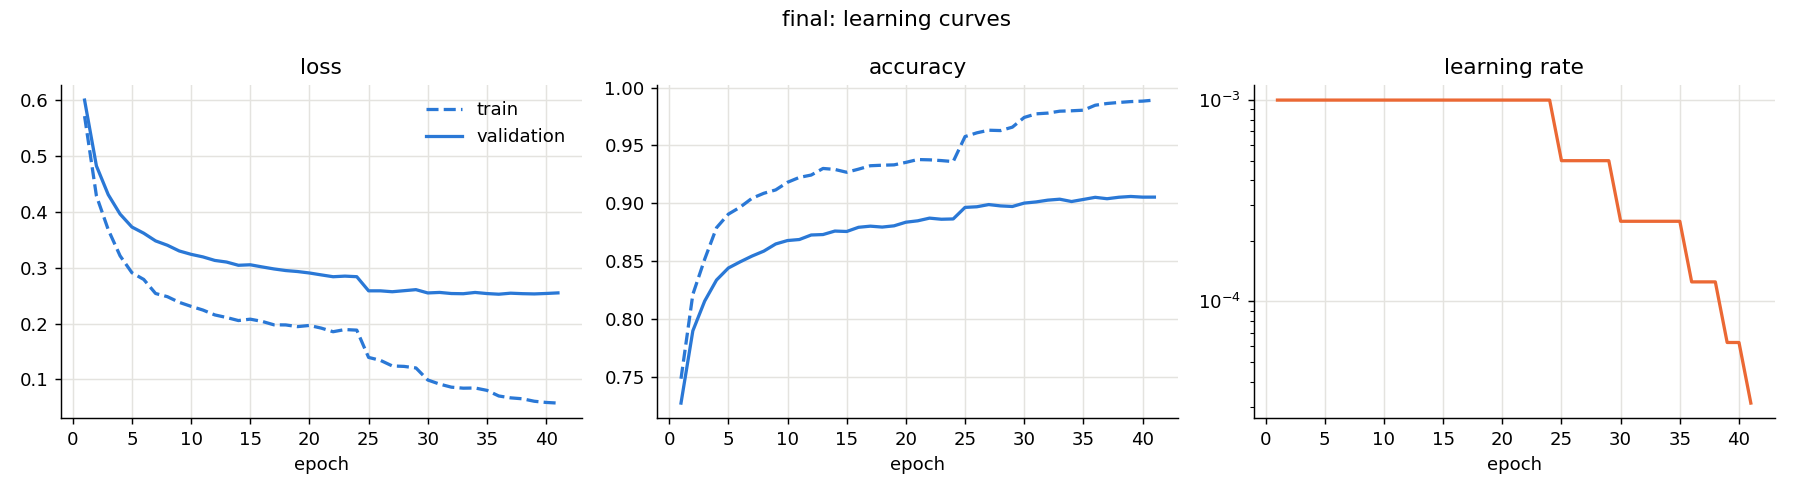 final: learning curves
loss
0.6
0.5
0.4
0.3
0.2
0.1
train
validation
0 5 10 15 20 25 30 35 40
epoch
accuracy
1.00
0.95
0.90
0.85
0.80
0.75
0 5 10 15 20 25 30 35 40
epoch
learning rate
10⁻³
10⁻⁴
0 5 10 15 20 25 30 35 40
epoch